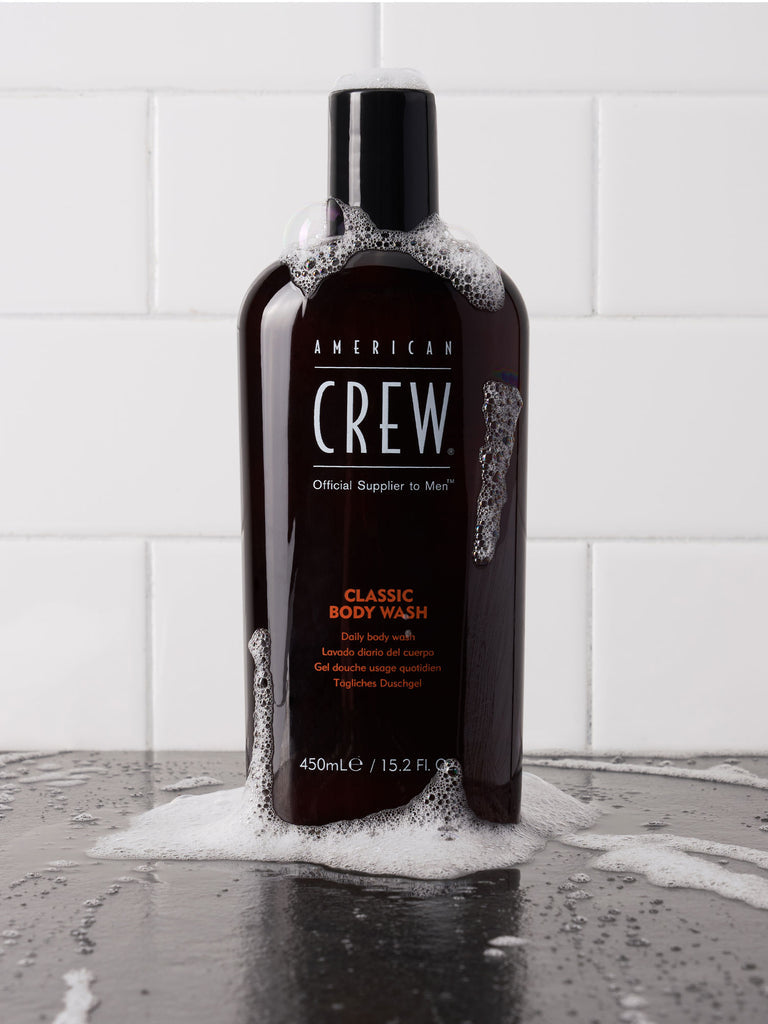 AMERICAN
CREW®
Official Supplier to Men™
CLASSIC
BODY WASH
Daily body wash
Lavado diario del cuerpo
Gel douche usage quotidien
Tägliches Duschgel
450mL℮ / 15.2 Fl.